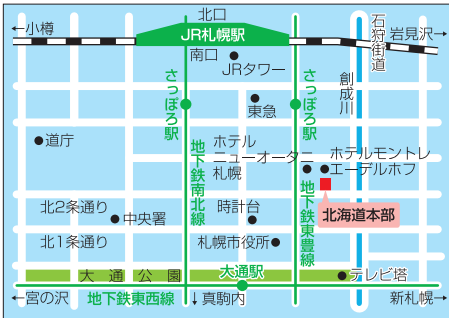 ←小樽
北口
JR札幌駅
南口
JRタワー
石狩街道
岩見沢→
さっぽろ駅
東急
さっぽろ駅
創成川
道庁
地下鉄南北線
ホテル
ニューオータニ
札幌
ホテルモントレ
エーデルホフ
地下鉄東豊線
北海道本部
北2条通り
中央署
時計台
北1条通り
札幌市役所
大通公園
大通駅
テレビ塔
←宮の沢
地下鉄東西線
↓真駒内
新札幌→